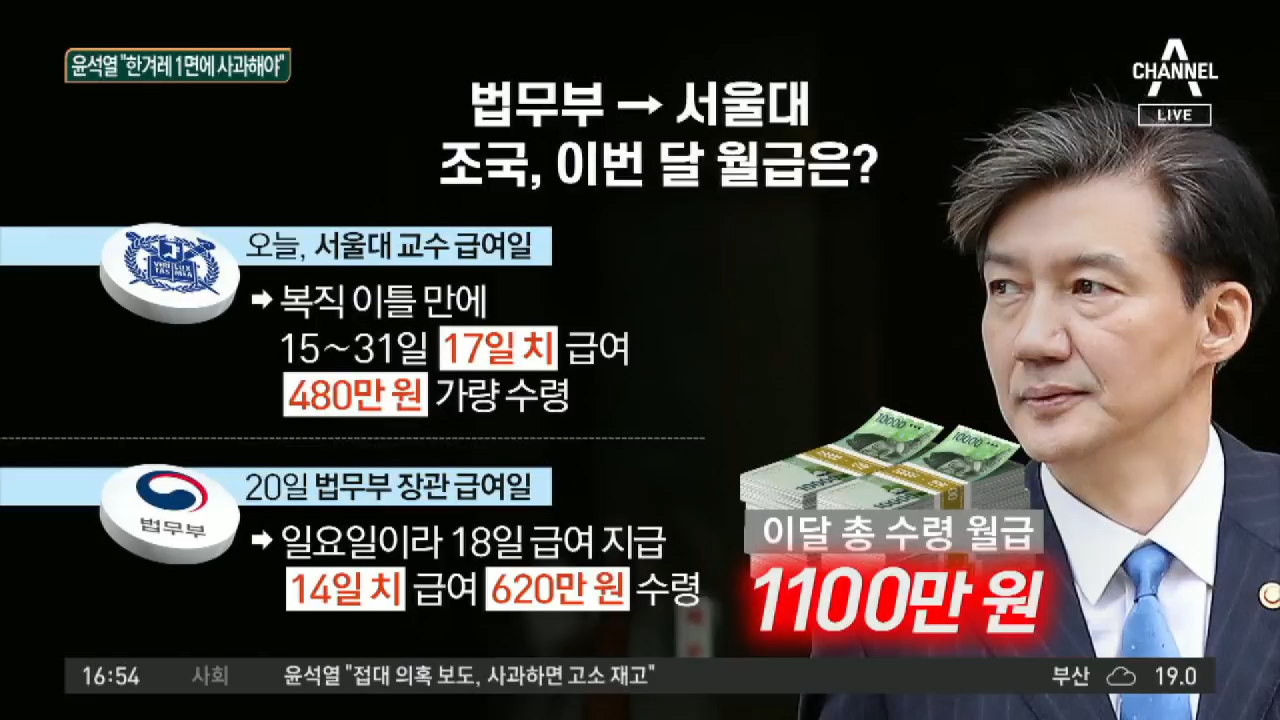 윤석열 "한겨레 1면에 사과해야"
CHANNEL A
LIVE
법무부 → 서울대
조국, 이번 달 월급은?
오늘, 서울대 교수 급여일
➡ 복직 이틀 만에
15~31일 17일 치 급여
480만 원 가량 수령
20일 법무부 장관 급여일
법무부
➡ 일요일이라 18일 급여 지급
14일 치 급여 620만 원 수령
10000
10000
이달 총 수령 월급
1100만 원
16:54 사회 윤석열 "접대 의혹 보도, 사과하면 고소 재고" 부산 19.0